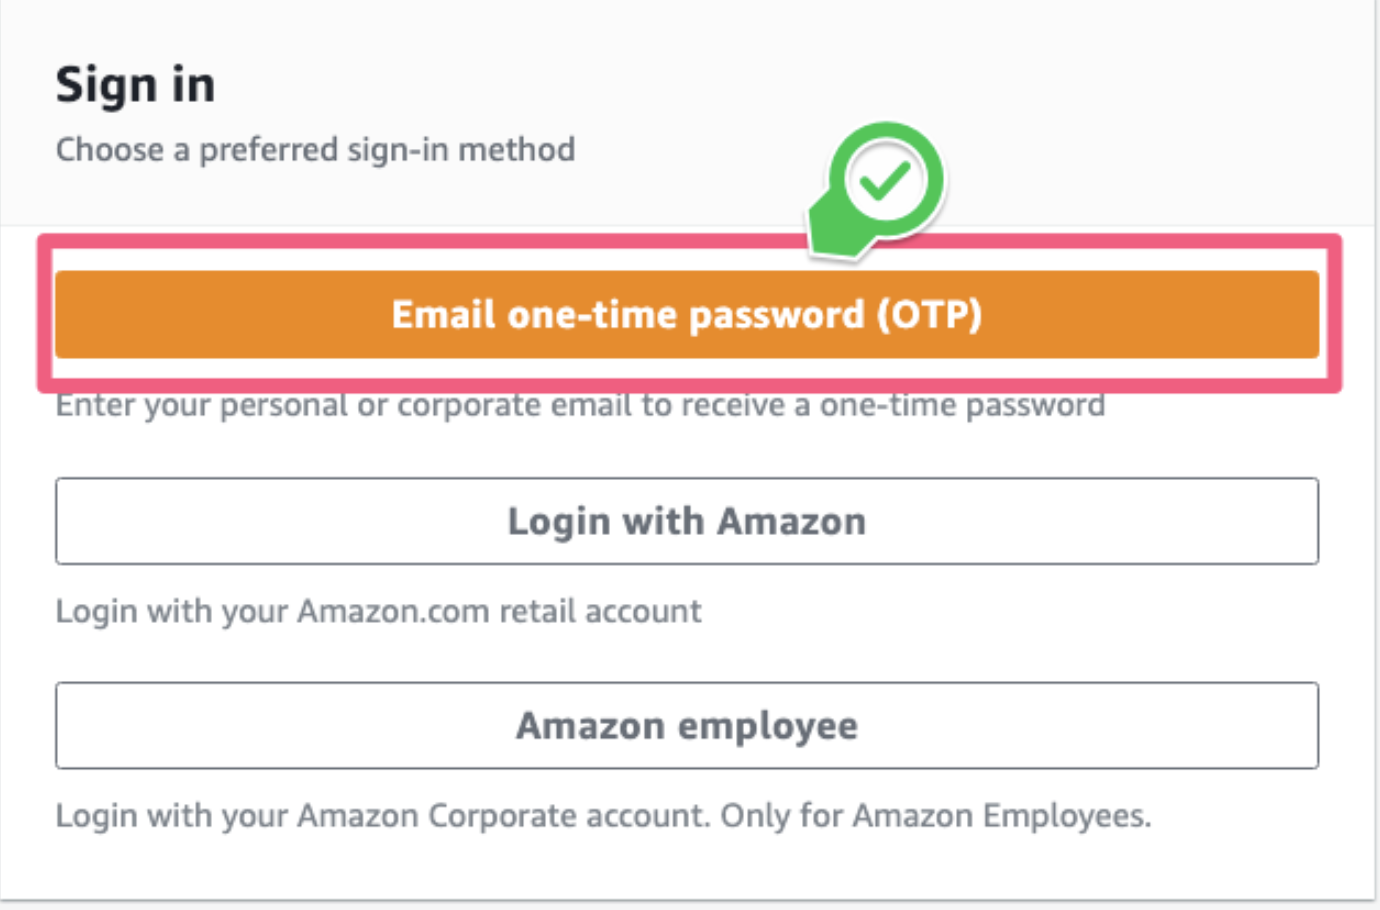 Sign in
Choose a preferred sign-in method
Email one-time password (OTP)
Enter your personal or corporate email to receive a one-time password
Login with Amazon
Login with your Amazon.com retail account
Amazon employee
Login with your Amazon Corporate account. Only for Amazon Employees.